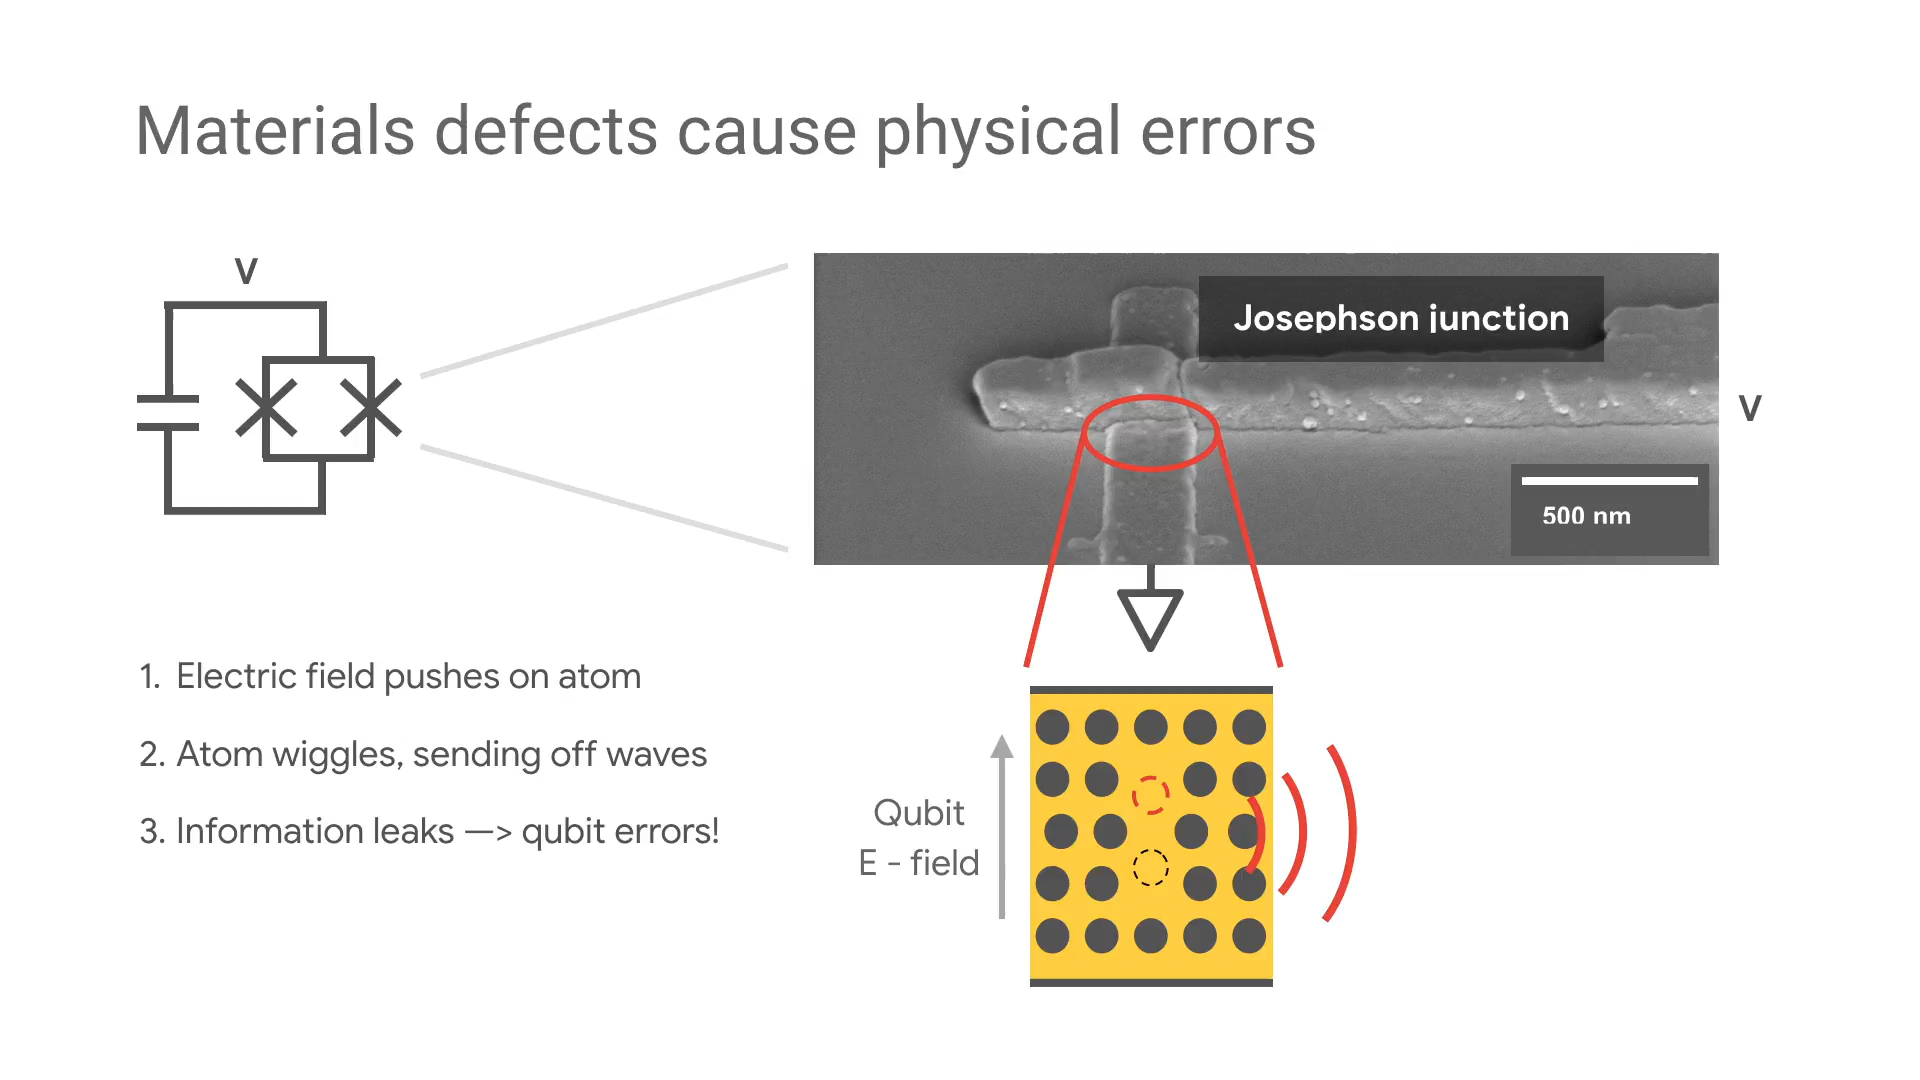 Materials defects cause physical errors
V
Josephson junction
V
500 nm
1. Electric field pushes on atom
2. Atom wiggles, sending off waves
3. Information leaks —> qubit errors!
Qubit
E - field